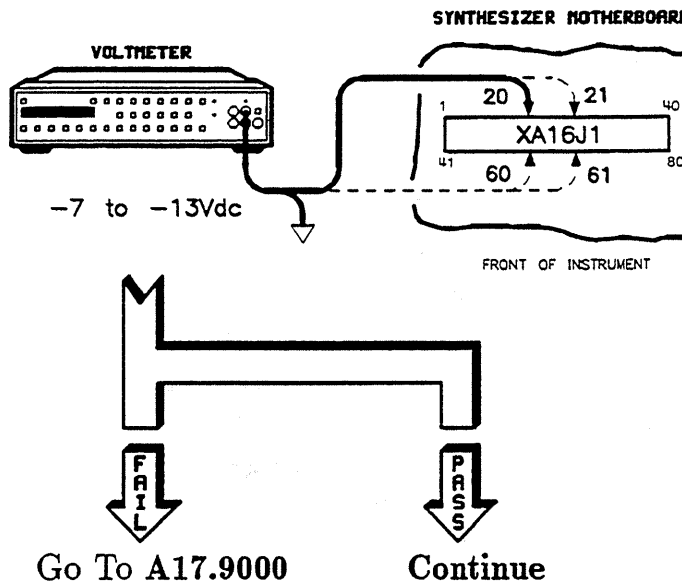 SYNTHESIZER MOTHERBOARD
VOLTMETER
20 21
1 40
XA16J1
41 80
60 61
-7 to -13Vdc
FRONT OF INSTRUMENT
FAIL
PASS
Go To A17.9000
Continue